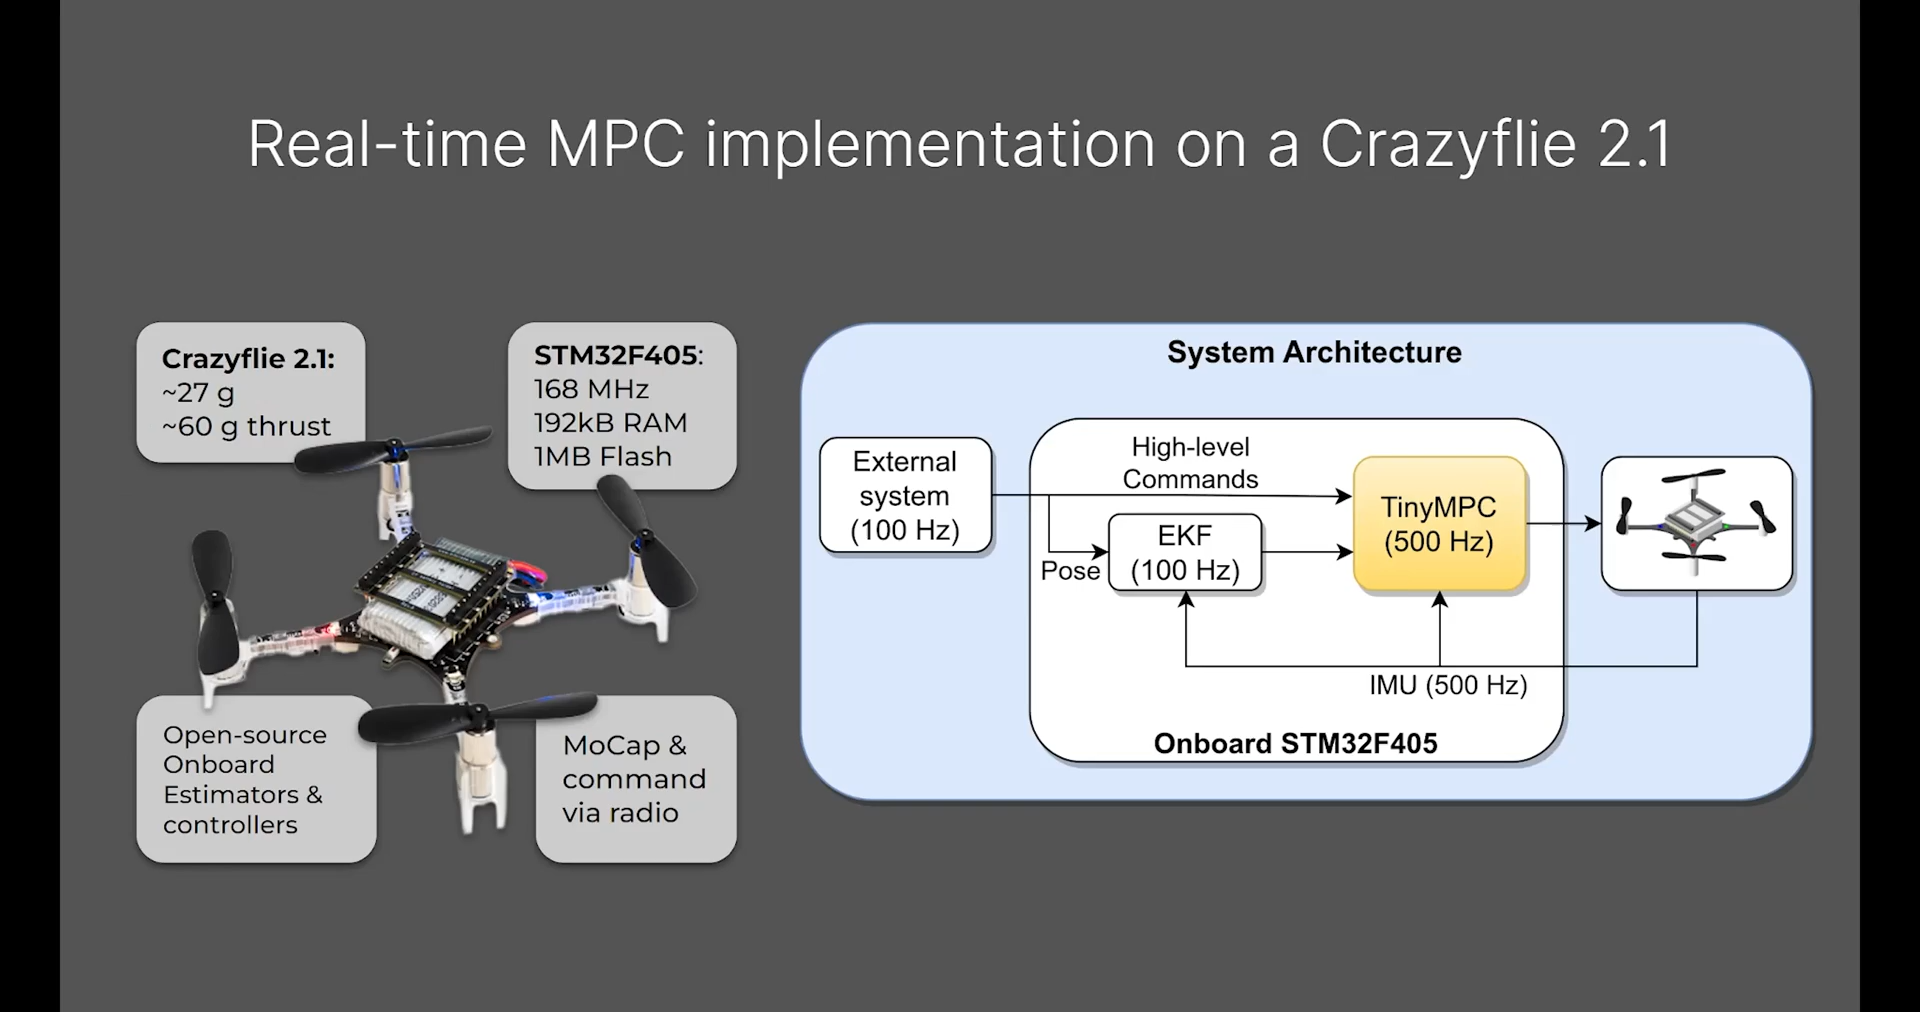 Real-time MPC implementation on a Crazyflie 2.1
Crazyflie 2.1:
~27 g
~60 g thrust
STM32F405:
168 MHz
192kB RAM
1MB Flash
Open-source
Onboard
Estimators &
controllers
MoCap &
command
via radio
System Architecture
External
system
(100 Hz)
High-level
Commands
Pose
EKF
(100 Hz)
TinyMPC
(500 Hz)
IMU (500 Hz)
Onboard STM32F405